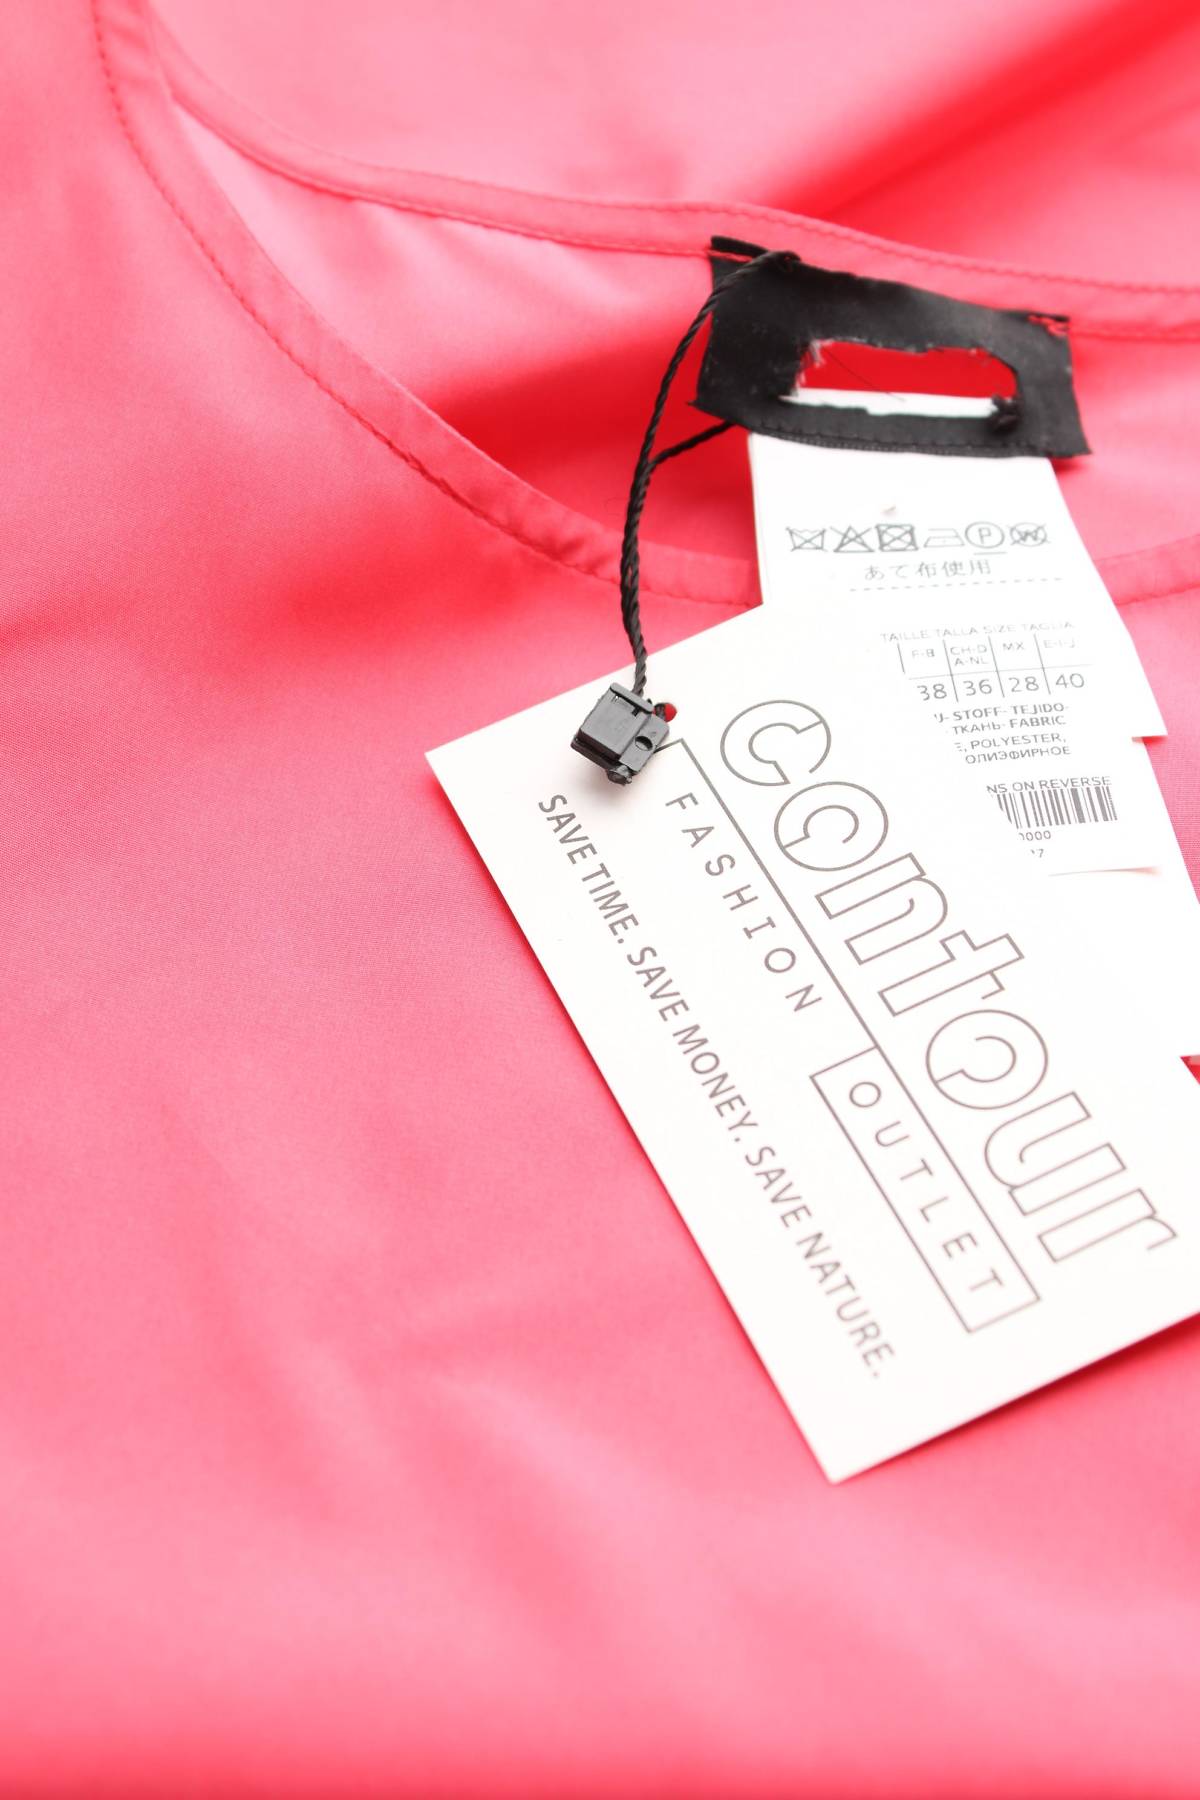 P W
あて布使用
TAILLE TALLA SIZE TAGLIA
F-B CH-D MX E-I-J
A-NL
38 36 28 40
U- STOFF- TEJIDO-
ТКАНЬ- FABRIC
POLYESTER,
ОЛИЭФИРНОЕ
NS ON REVERSE
0000
contour
FASHION OUTLET
SAVE TIME. SAVE MONEY. SAVE NATURE.